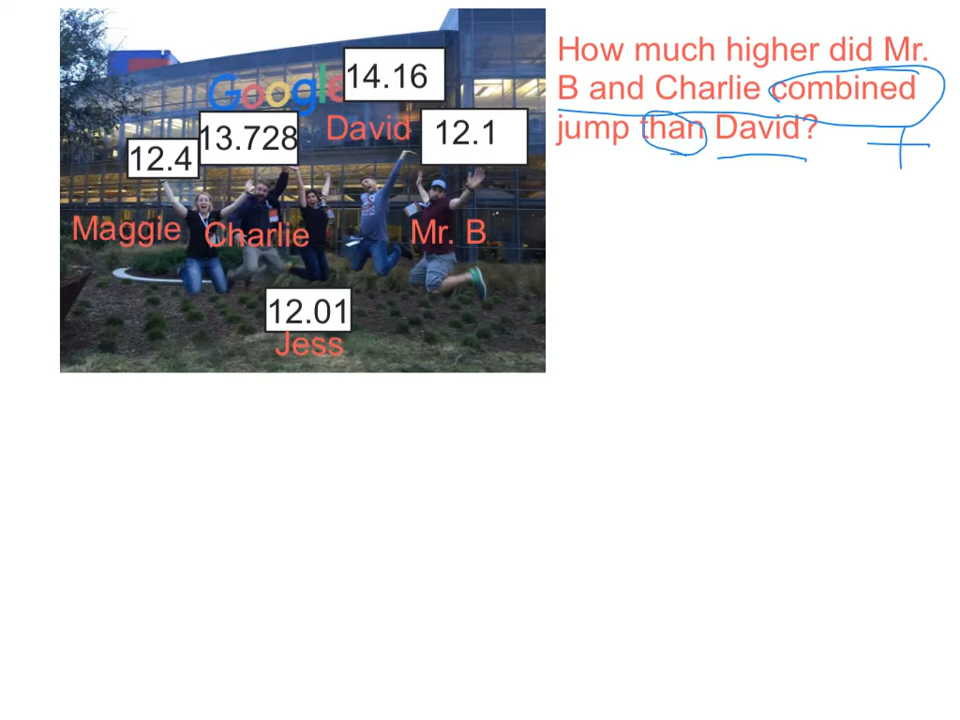 How much higher did Mr.
B and Charlie combined
jump than David?
+
Google
14.16
David
12.1
13.728
12.4
Maggie
Charlie
Mr. B
12.01
Jess